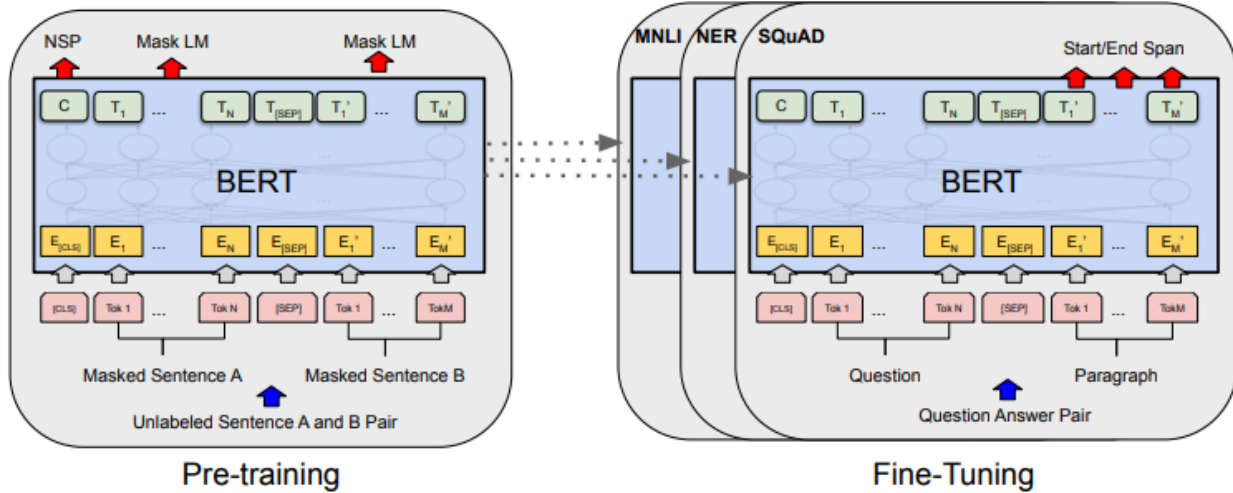 NSP Mask LM Mask LM
C T1 ... TN T[SEP] T1' ... TM'
BERT
E[CLS] E1 ... EN E[SEP] E1' ... EM'
[CLS] Tok 1 ... Tok N [SEP] Tok 1 ... TokM
Masked Sentence A Masked Sentence B
Unlabeled Sentence A and B Pair
Pre-training
MNLI NER SQuAD
Start/End Span
C T1 ... TN T[SEP] T1' ... TM'
BERT
E[CLS] E1 ... EN E[SEP] E1' ... EM'
[CLS] Tok 1 ... Tok N [SEP] Tok 1 ... TokM
Question Paragraph
Question Answer Pair
Fine-Tuning